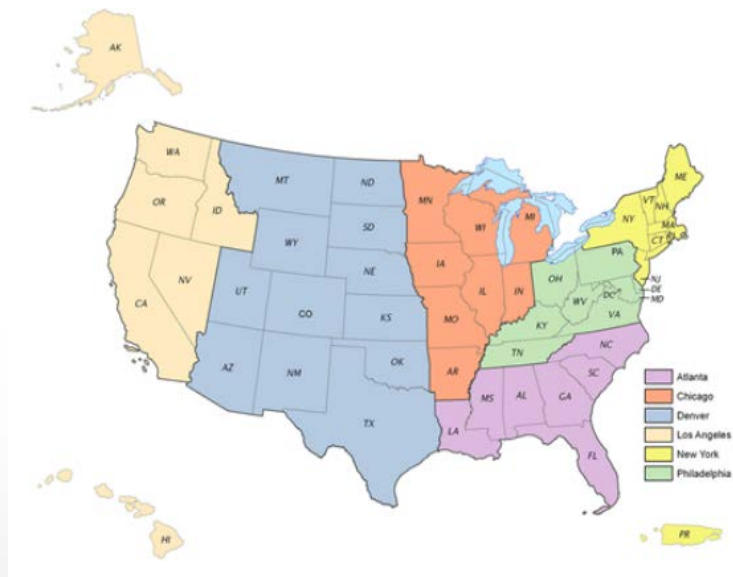 AK
WA
MT
ND
MN
ME
VT
NH
OR
ID
SD
WI
MI
NY
MA
CT
RI
WY
IA
PA
NE
NV
UT
CO
IL
IN
OH
NJ
DE
MD
DC
WV
VA
CA
KS
MO
KY
AZ
NM
OK
AR
TN
NC
SC
MS
AL
GA
TX
LA
FL
Atlanta
Chicago
Denver
Los Angeles
New York
Philadelphia
HI
PR